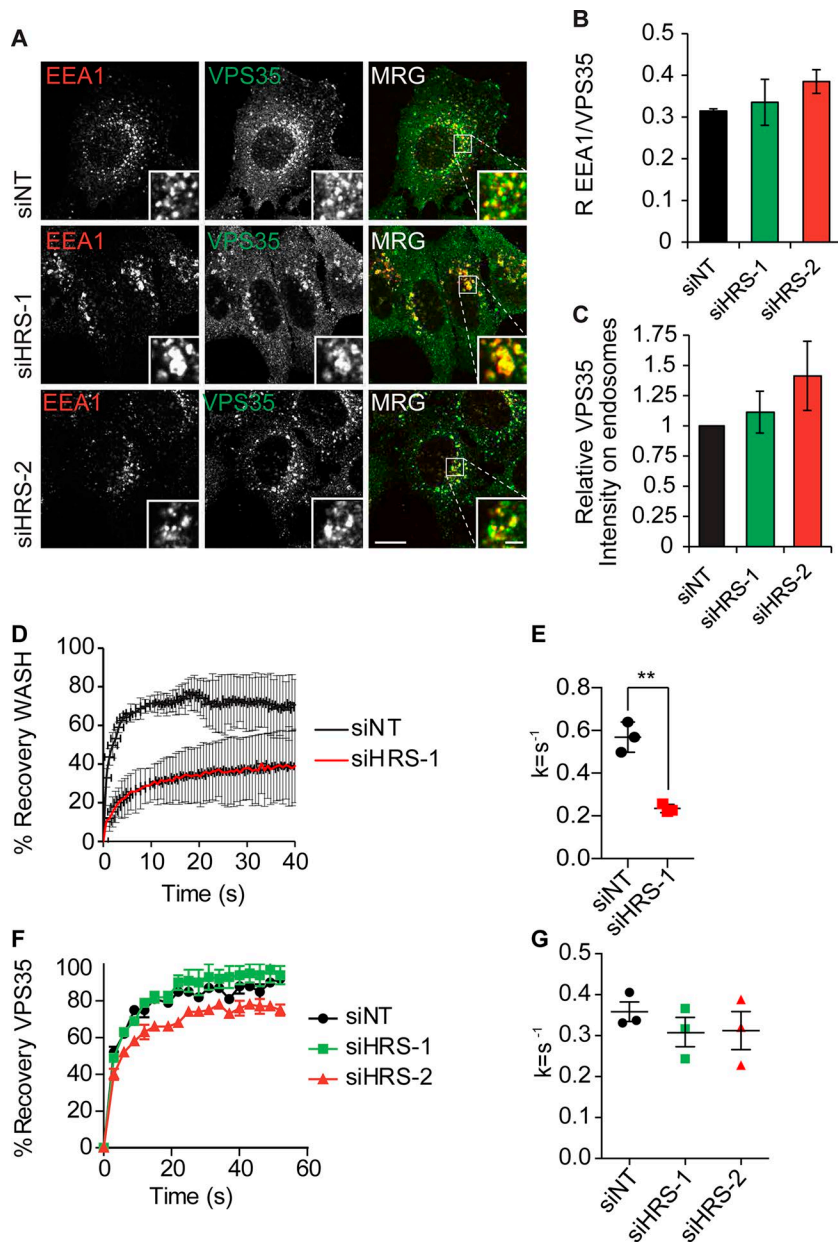 A
EEA1 VPS35 MRG
siNT
EEA1 VPS35 MRG
siHRS-1
EEA1 VPS35 MRG
siHRS-2
B
R EEA1/VPS35
0.5
0.4
0.3
0.2
0.1
0
siNT siHRS-1 siHRS-2
C
Relative VPS35
Intensity on endosomes
1.75
1.5
1.25
1
0.75
0.5
0.25
0
siNT siHRS-1 siHRS-2
D
% Recovery WASH
100
80
60
40
20
0
0 10 20 30 40
Time (s)
siNT
siHRS-1
E
k=s-1
0.8
0.6
0.4
0.2
0.0
**
siNT siHRS-1
F
% Recovery VPS35
100
80
60
40
20
0
0 20 40 60
Time (s)
siNT
siHRS-1
siHRS-2
G
k=s-1
0.5
0.4
0.3
0.2
0.1
0.0
siNT siHRS-1 siHRS-2